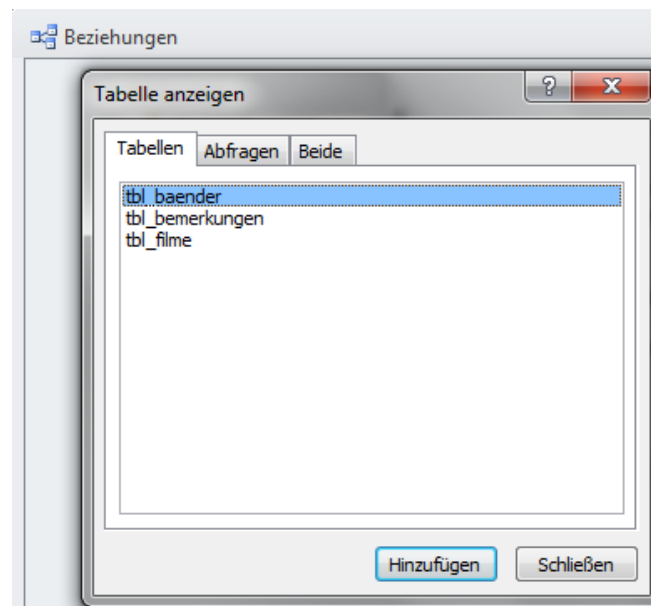 Beziehungen
Tabelle anzeigen
Tabellen Abfragen Beide
tbl_baender
tbl_bemerkungen
tbl_filme
Hinzufügen Schließen